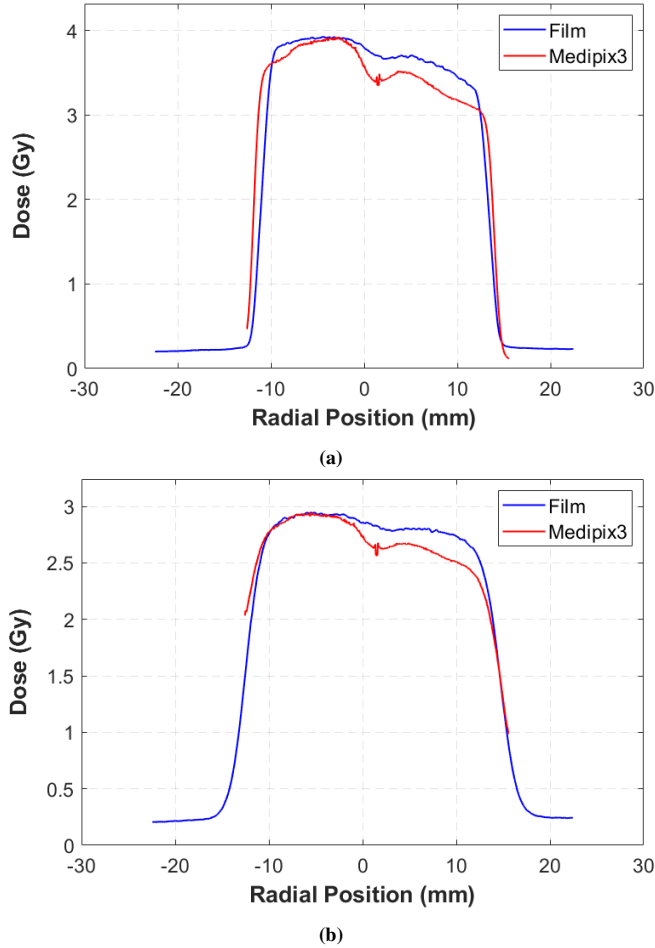 4
3
2
1
0
Dose (Gy)
Film
Medipix3
-30 -20 -10 0 10 20 30
Radial Position (mm)
(a)
3
2.5
2
1.5
1
0.5
0
Dose (Gy)
Film
Medipix3
-30 -20 -10 0 10 20 30
Radial Position (mm)
(b)